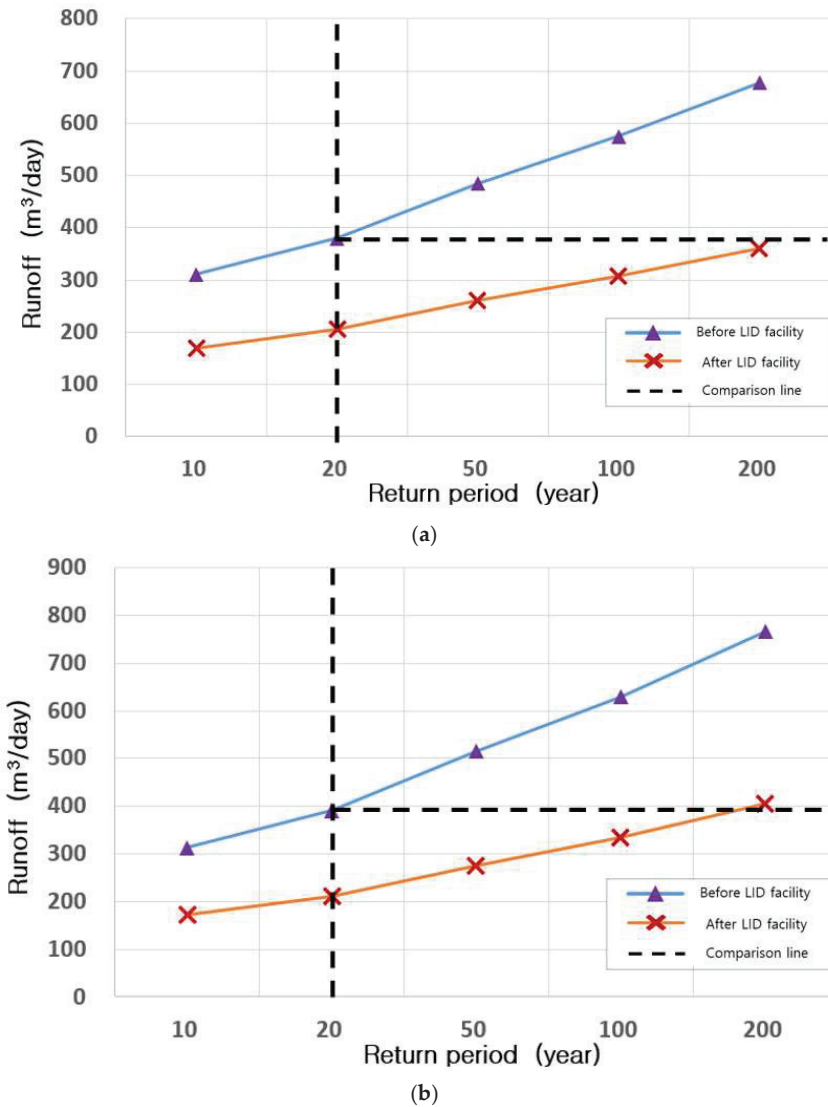 800
700
600
500
400
300
200
100
0
Runoff (m³/day)
Before LID facility
After LID facility
Comparison line
10 20 50 100 200
Return period (year)
(a)
900
800
700
600
500
400
300
200
100
0
Runoff (m³/day)
Before LID facility
After LID facility
Comparison line
10 20 50 100 200
Return period (year)
(b)